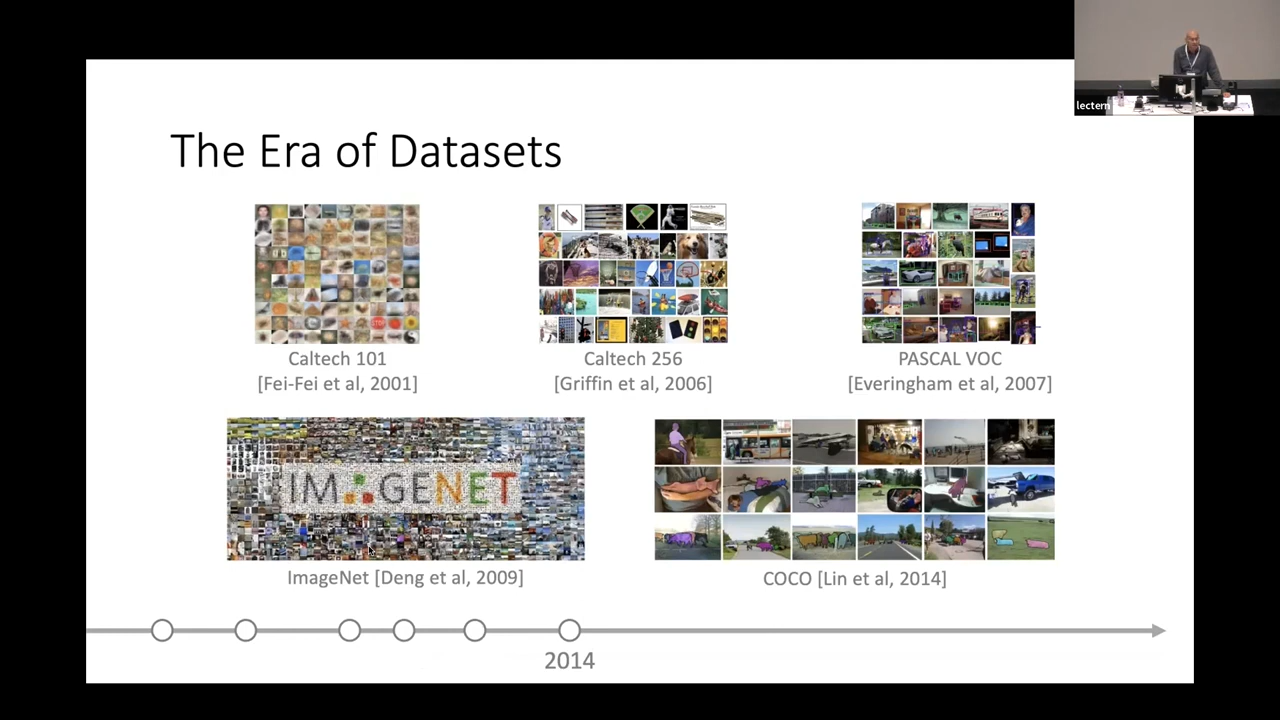 lectern
The Era of Datasets
Caltech 101
[Fei-Fei et al, 2001]
Caltech 256
[Griffin et al, 2006]
PASCAL VOC
[Everingham et al, 2007]
IMAGENET
ImageNet [Deng et al, 2009]
COCO [Lin et al, 2014]
2014